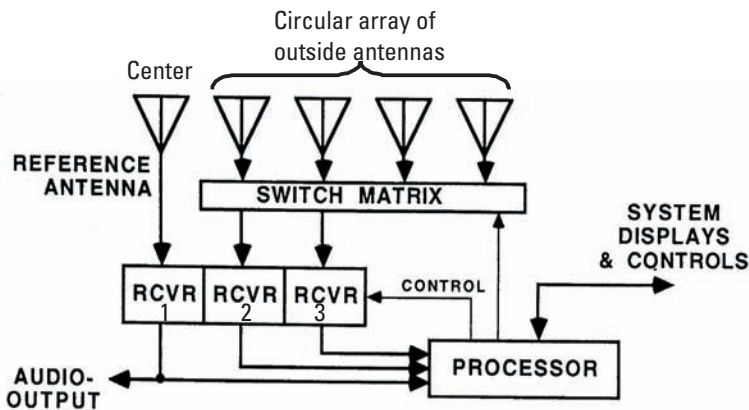 Circular array of
outside antennas
Center
REFERENCE
ANTENNA
SWITCH MATRIX
SYSTEM
DISPLAYS
& CONTROLS
RCVR
1
RCVR
2
RCVR
3
CONTROL
PROCESSOR
AUDIO-
OUTPUT